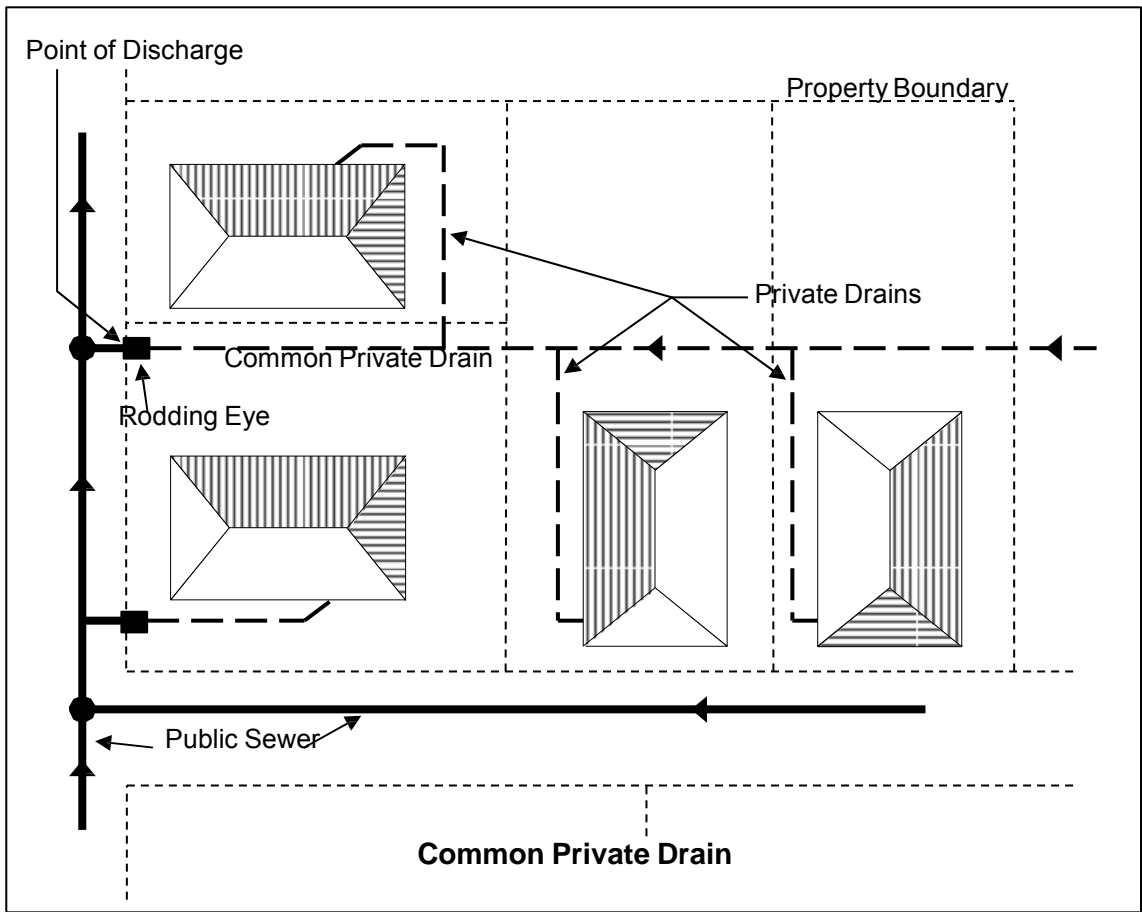 Point of Discharge
Property Boundary
Private Drains
Common Private Drain
Rodding Eye
Public Sewer
Common Private Drain